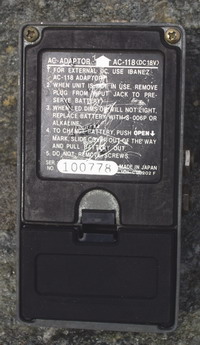 AC-ADAPTOR AC-118 (DC 18V)
1. FOR EXTERNAL DC, USE IBANEZ
AC-118 ADAPTOR.
2. WHEN UNIT IS NOT IN USE, REMOVE
PLUG FROM INPUT JACK TO PRE-
SERVE BATTERY.
3. WHEN LED DIMS OR WILL NOT LIGHT,
REPLACE BATTERY WITH S-006P OR
ALKALINE.
4. TO CHANGE BATTERY, PUSH OPEN
MARK, SLIDE COVER OUT OF THE WAY
AND PULL BATTERY OUT.
5. DO NOT REMOVE SCREWS.
SER. NO. 100778 MADE IN JAPAN